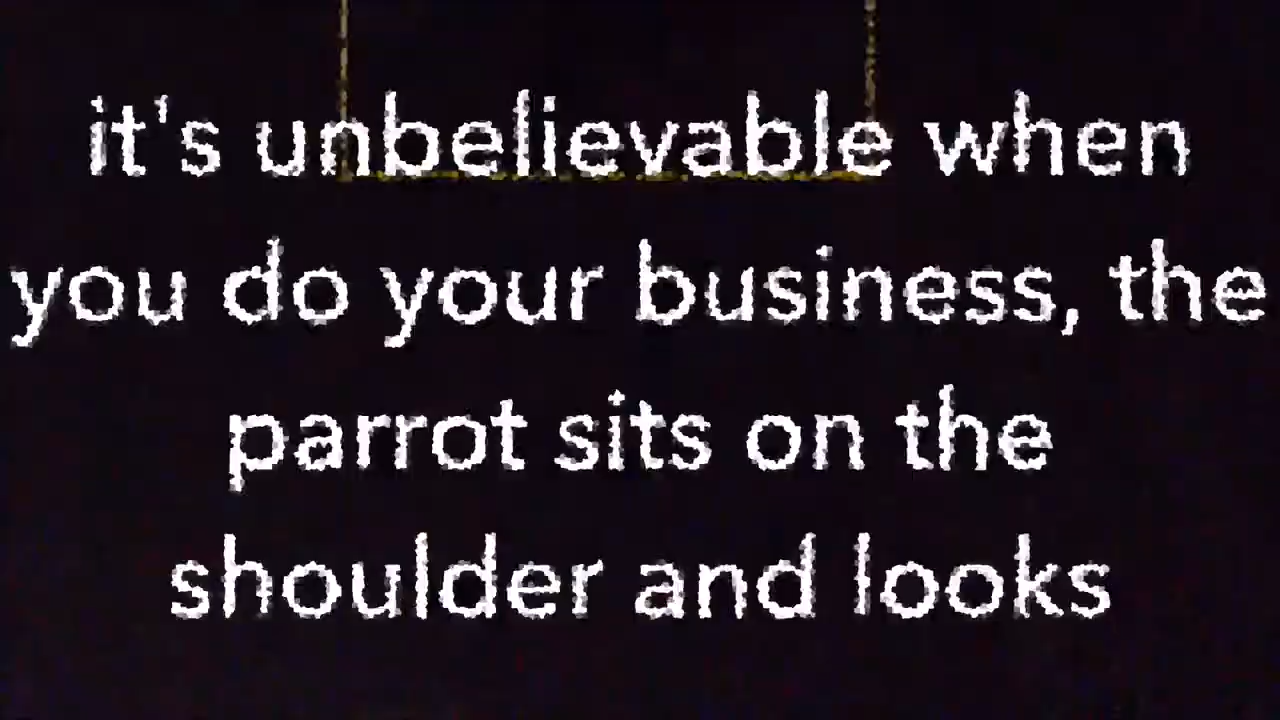 it's unbelievable when
you do your business, the
parrot sits on the
shoulder and looks